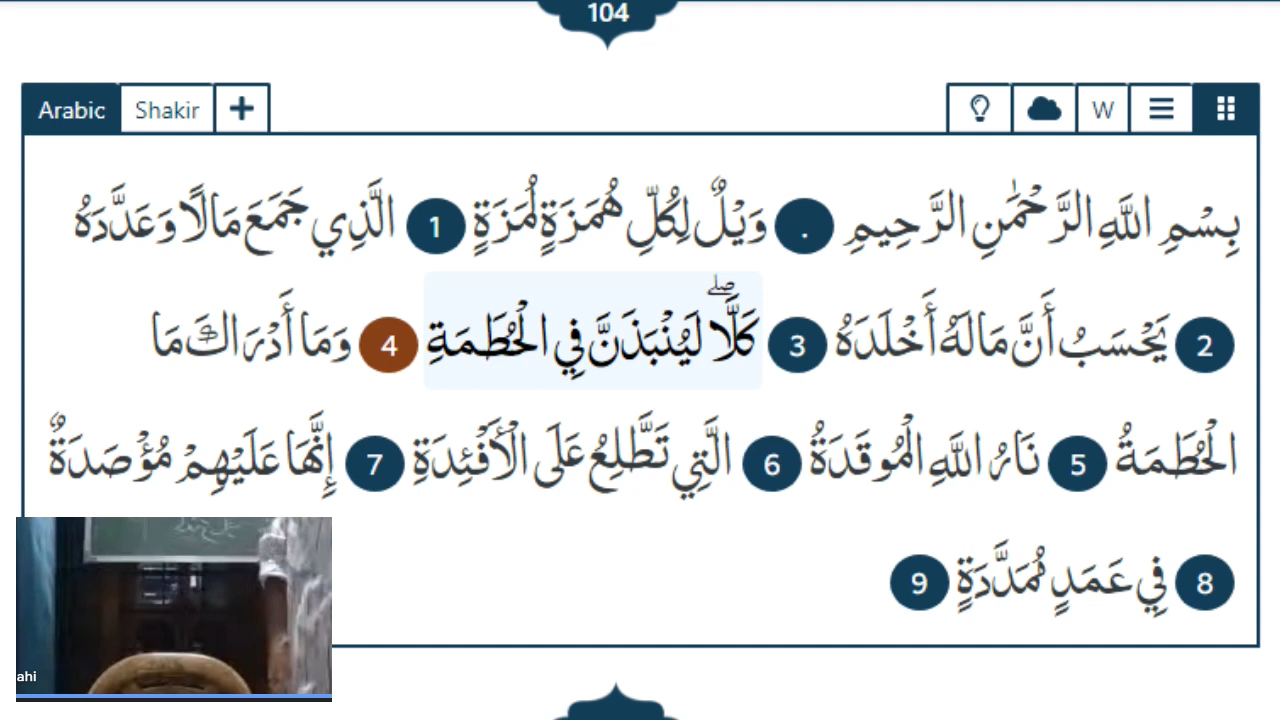 104
Arabic Shakir + W
بِسْمِ اللَّهِ الرَّحْمَٰنِ الرَّحِيمِ . وَيْلٌ لِكُلِّ هُمَزَةٍ لُمَزَةٍ 1 الَّذِي جَمَعَ مَالًا وَعَدَّدَهُ
2 يَحْسَبُ أَنَّ مَالَهُ أَخْلَدَهُ 3 كَلَّا ۖ لَيُنْبَذَنَّ فِي الْحُطَمَةِ 4 وَمَا أَدْرَاكَ مَا
الْحُطَمَةُ 5 نَارُ اللَّهِ الْمُوقَدَةُ 6 الَّتِي تَطَّلِعُ عَلَى الْأَفْئِدَةِ 7 إِنَّهَا عَلَيْهِمْ مُؤْصَدَةٌ
8 فِي عَمَدٍ مُمَدَّدَةٍ 9
ahi